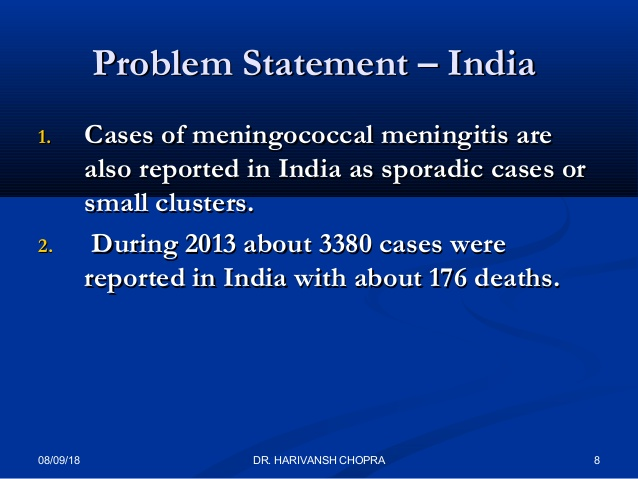 Problem Statement – India
1. Cases of meningococcal meningitis are
also reported in India as sporadic cases or
small clusters.
2. During 2013 about 3380 cases were
reported in India with about 176 deaths.
08/09/18 DR. HARIVANSH CHOPRA 8